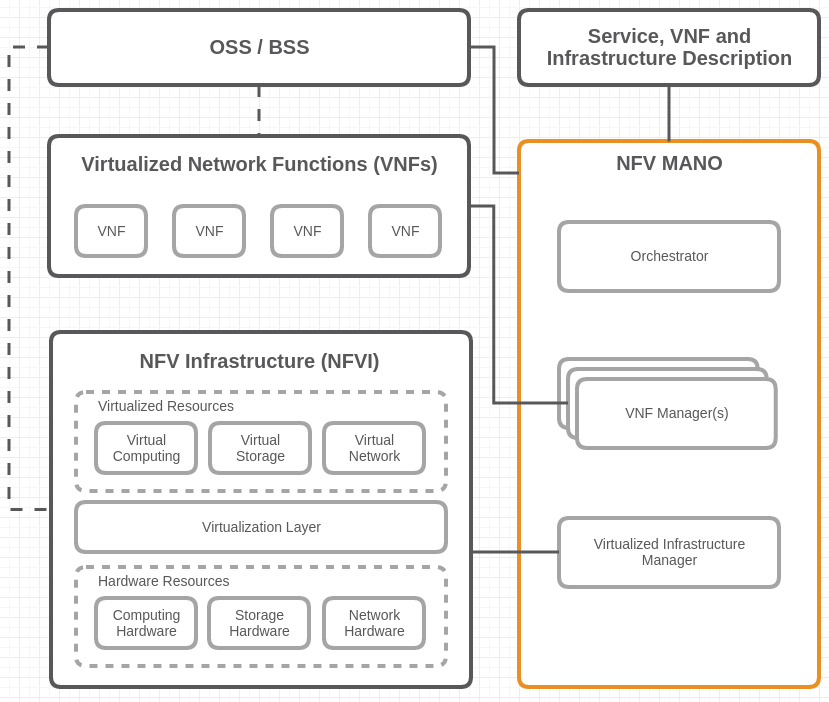 OSS / BSS
Service, VNF and
Infrastructure Description
Virtualized Network Functions (VNFs)
VNF
VNF
VNF
VNF
NFV Infrastructure (NFVI)
Virtualized Resources
Virtual
Computing
Virtual
Storage
Virtual
Network
Virtualization Layer
Hardware Resources
Computing
Hardware
Storage
Hardware
Network
Hardware
NFV MANO
Orchestrator
VNF Manager(s)
Virtualized Infrastructure
Manager